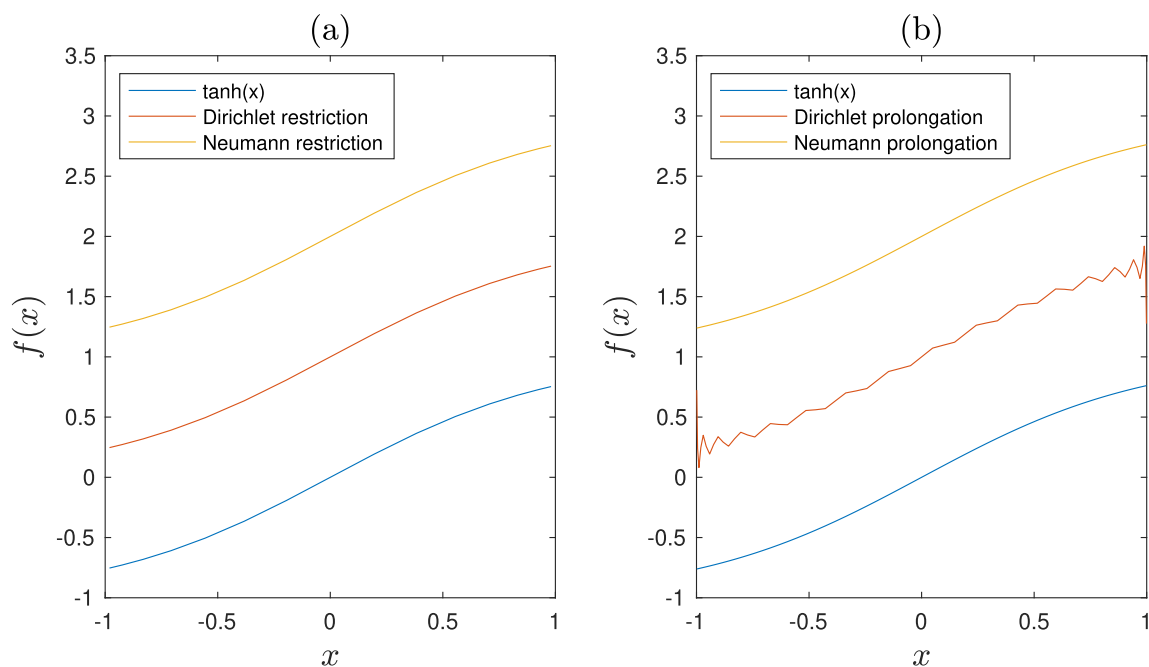 (a)
3.5
3
2.5
2
1.5
1
0.5
0
-0.5
-1
-1
-0.5
0
0.5
1
f(x)
x
tanh(x)
Dirichlet restriction
Neumann restriction
(b)
3.5
3
2.5
2
1.5
1
0.5
0
-0.5
-1
-1
-0.5
0
0.5
1
f(x)
x
tanh(x)
Dirichlet prolongation
Neumann prolongation